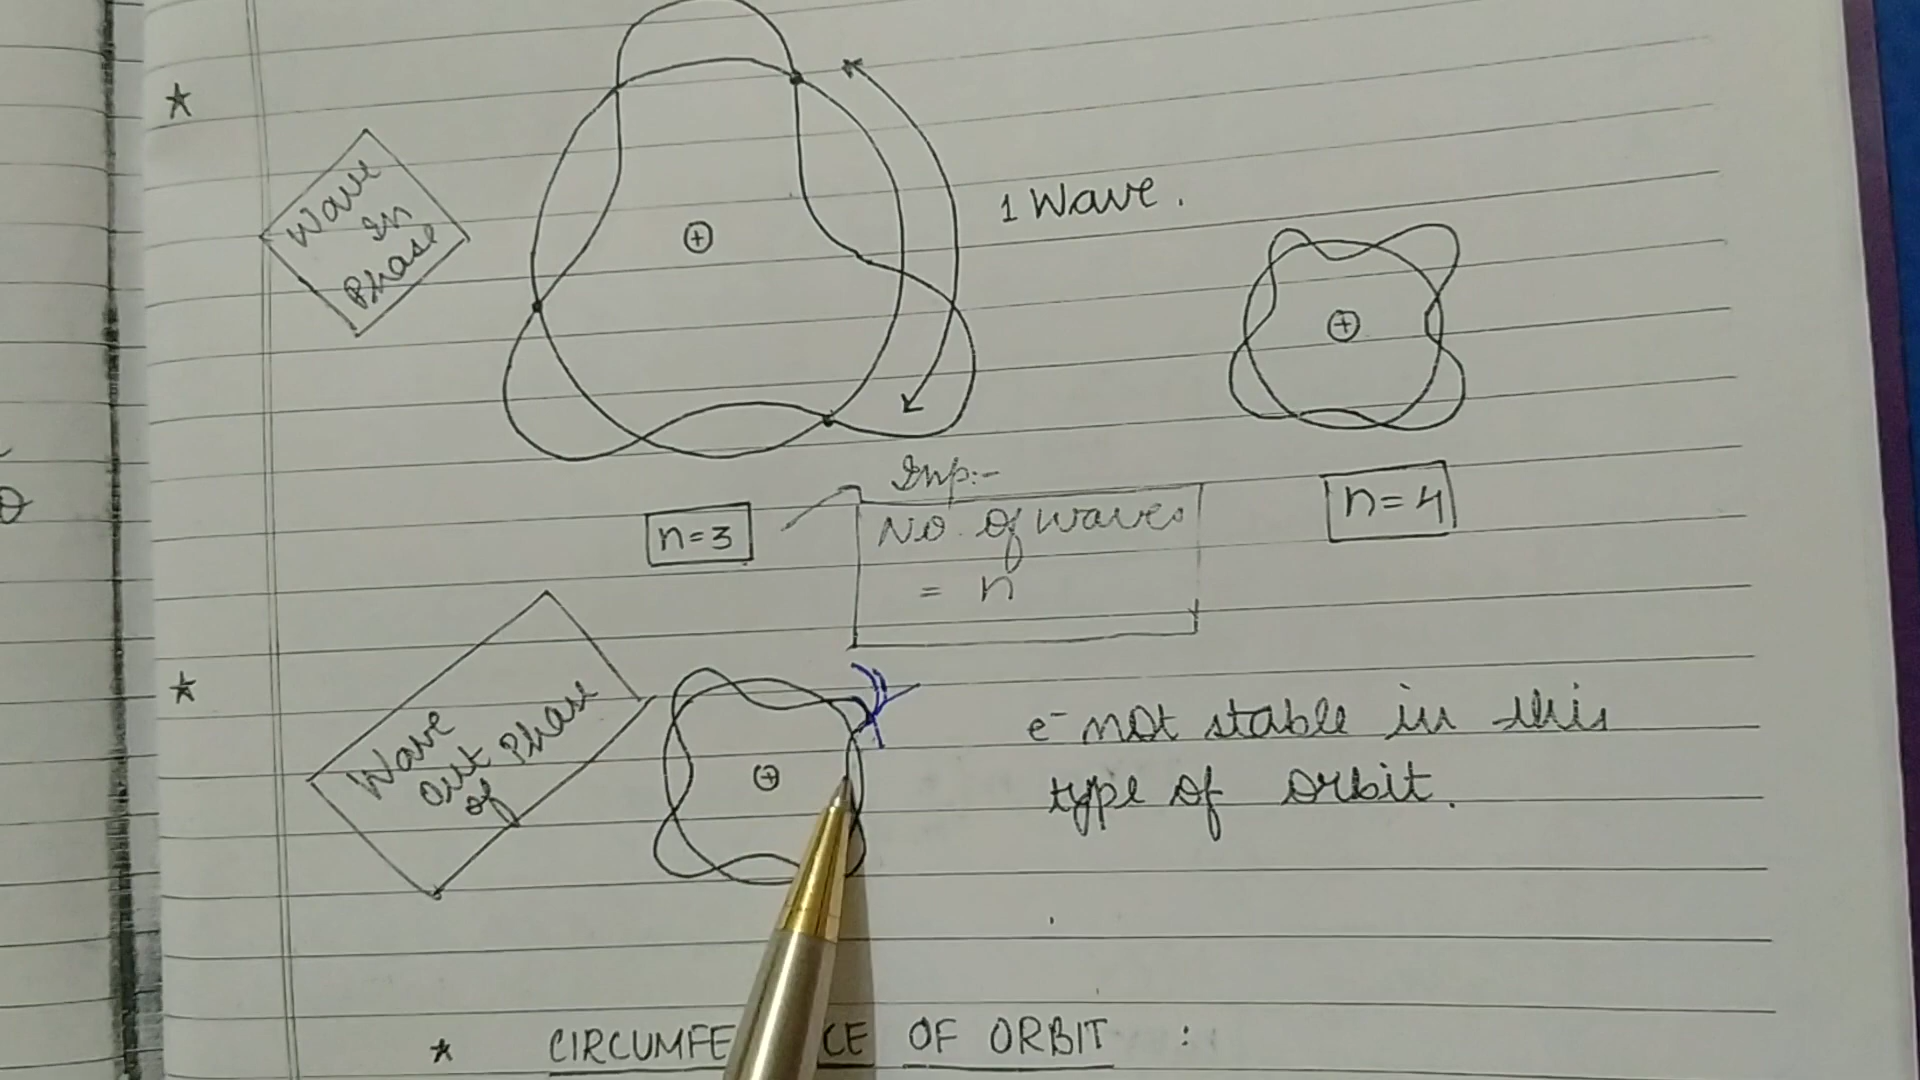 ★
Wave
In
Phase
⊕
1 Wave.
⊕
Imp:-
n=3
No. of waves
= n
n=4
★
Wave
Out Phase
of
⊕
e⁻ not stable in this
type of orbit.
★ CIRCUMFE CE OF ORBIT :